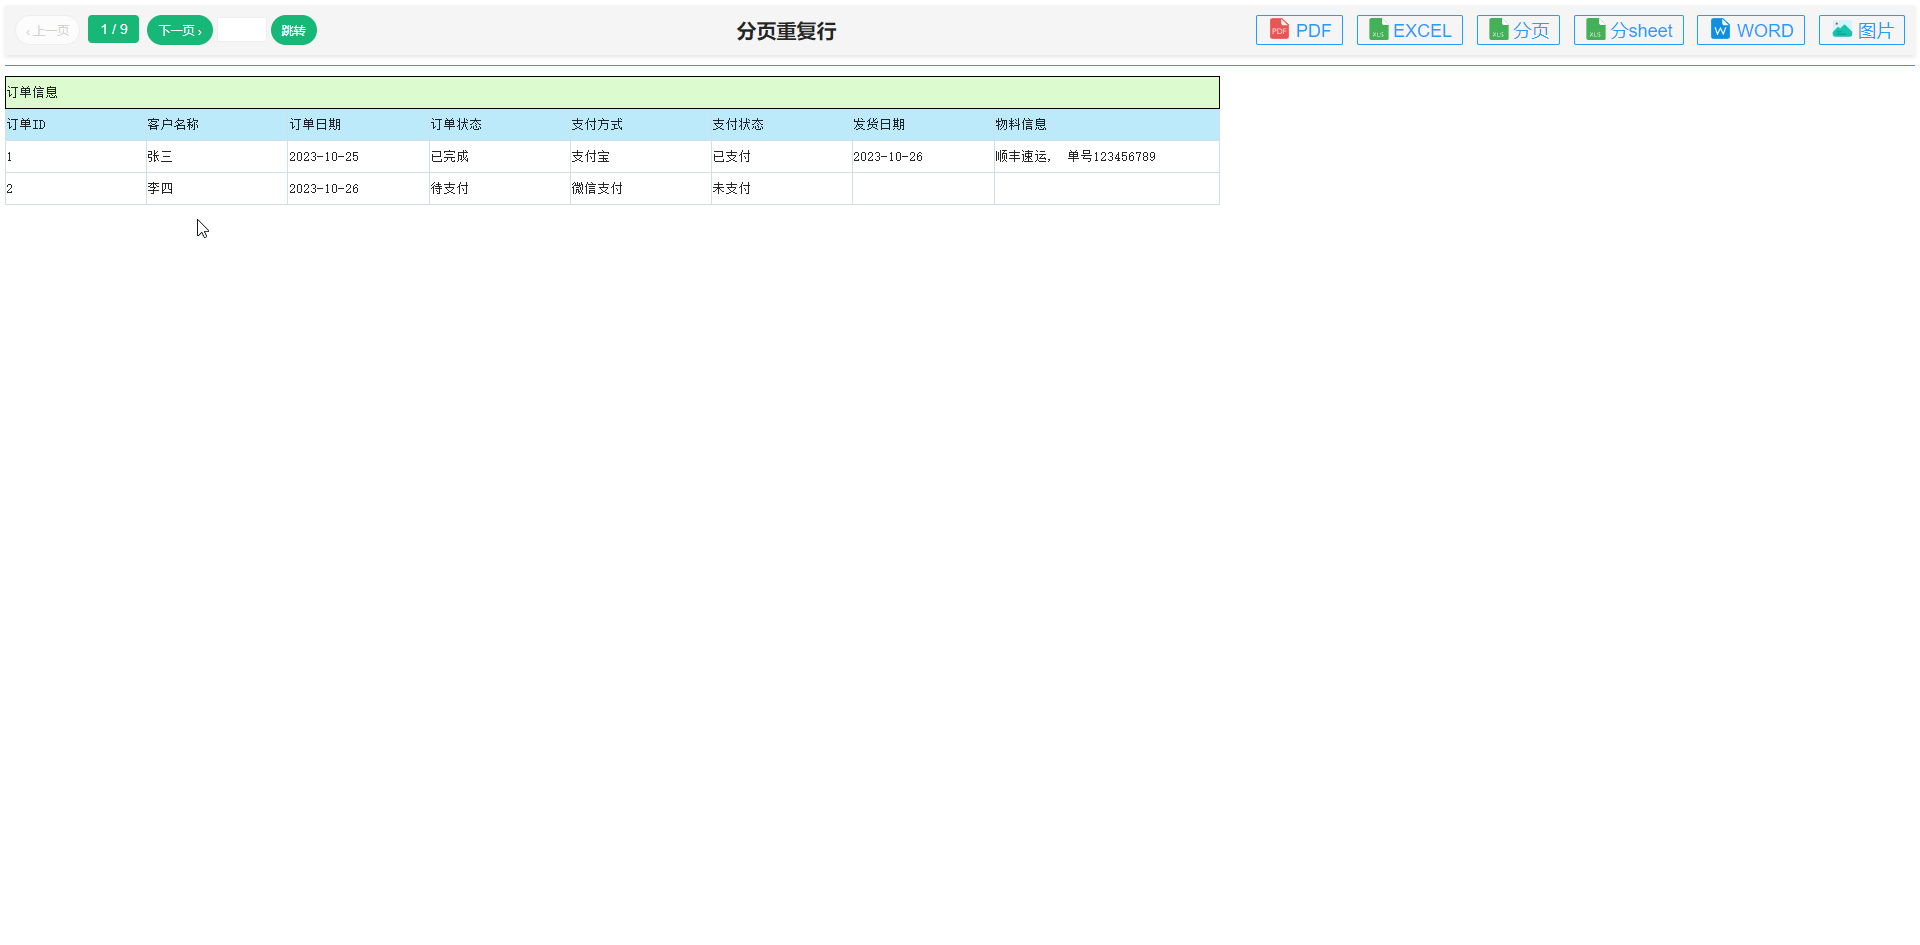 ‹ 上一页 1 / 9 下一页 › 跳转 分页重复行 PDF EXCEL 分页 分sheet WORD 图片
订单信息
订单ID 客户名称 订单日期 订单状态 支付方式 支付状态 发货日期 物料信息
1 张三 2023-10-25 已完成 支付宝 已支付 2023-10-26 顺丰速运, 单号123456789
2 李四 2023-10-26 待支付 微信支付 未支付